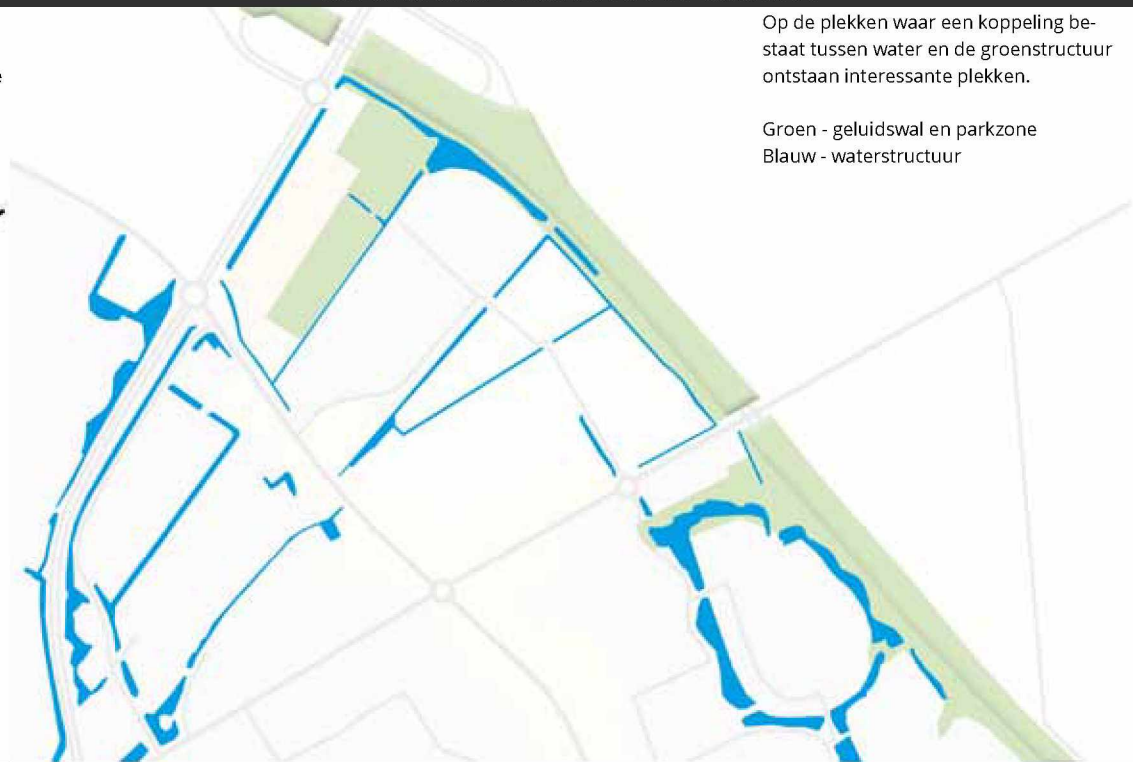 Op de plekken waar een koppeling be-
staat tussen water en de groenstructuur
ontstaan interessante plekken.
Groen - geluidswal en parkzone
Blauw - waterstructuur